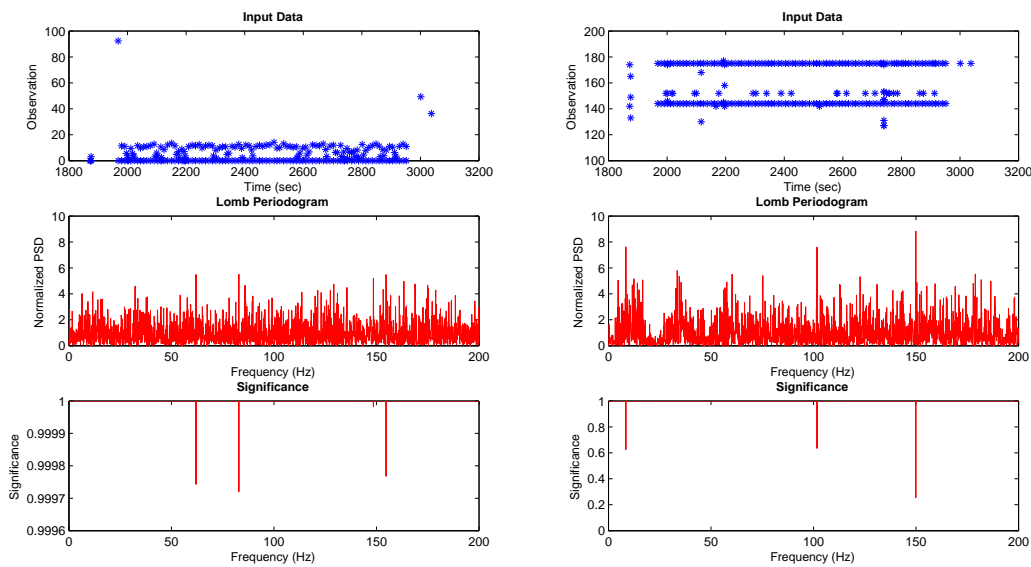 Input Data
Observation
100
80
60
40
20
0
1800 2000 2200 2400 2600 2800 3000 3200
Time (sec)
Lomb Periodogram
Normalized PSD
10
8
6
4
2
0
0 50 100 150 200
Frequency (Hz)
Significance
Significance
1
0.9999
0.9998
0.9997
0.9996
0 50 100 150 200
Frequency (Hz)
Input Data
Observation
200
180
160
140
120
100
1800 2000 2200 2400 2600 2800 3000 3200
Time (sec)
Lomb Periodogram
Normalized PSD
10
8
6
4
2
0
0 50 100 150 200
Frequency (Hz)
Significance
Significance
1
0.8
0.6
0.4
0.2
0
0 50 100 150 200
Frequency (Hz)